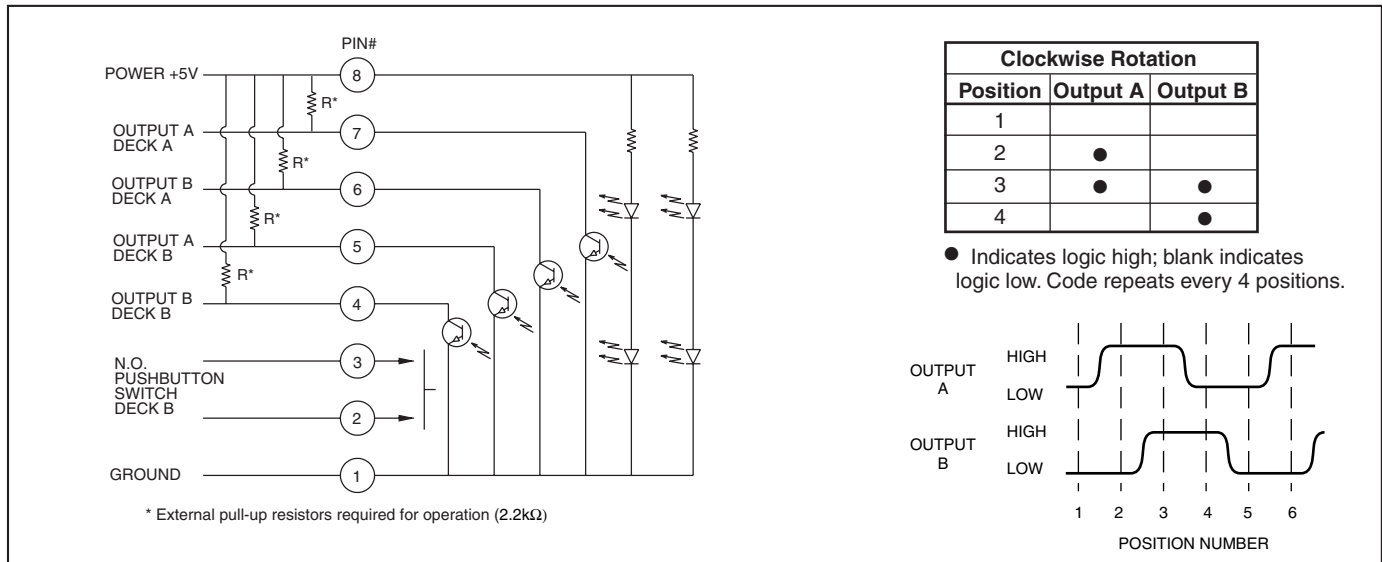 PIN#
POWER +5V
8
R*
OUTPUT A
DECK A
7
R*
OUTPUT B
DECK A
6
R*
OUTPUT A
DECK B
5
R*
OUTPUT B
DECK B
4
N.O.
PUSHBUTTON
SWITCH
DECK B
3
2
GROUND
1
* External pull-up resistors required for operation (2.2kΩ)
Clockwise Rotation
Position Output A Output B
1
2 ●
3 ● ●
4 ●
● Indicates logic high; blank indicates
logic low. Code repeats every 4 positions.
OUTPUT
A
HIGH
LOW
OUTPUT
B
HIGH
LOW
1 2 3 4 5 6
POSITION NUMBER